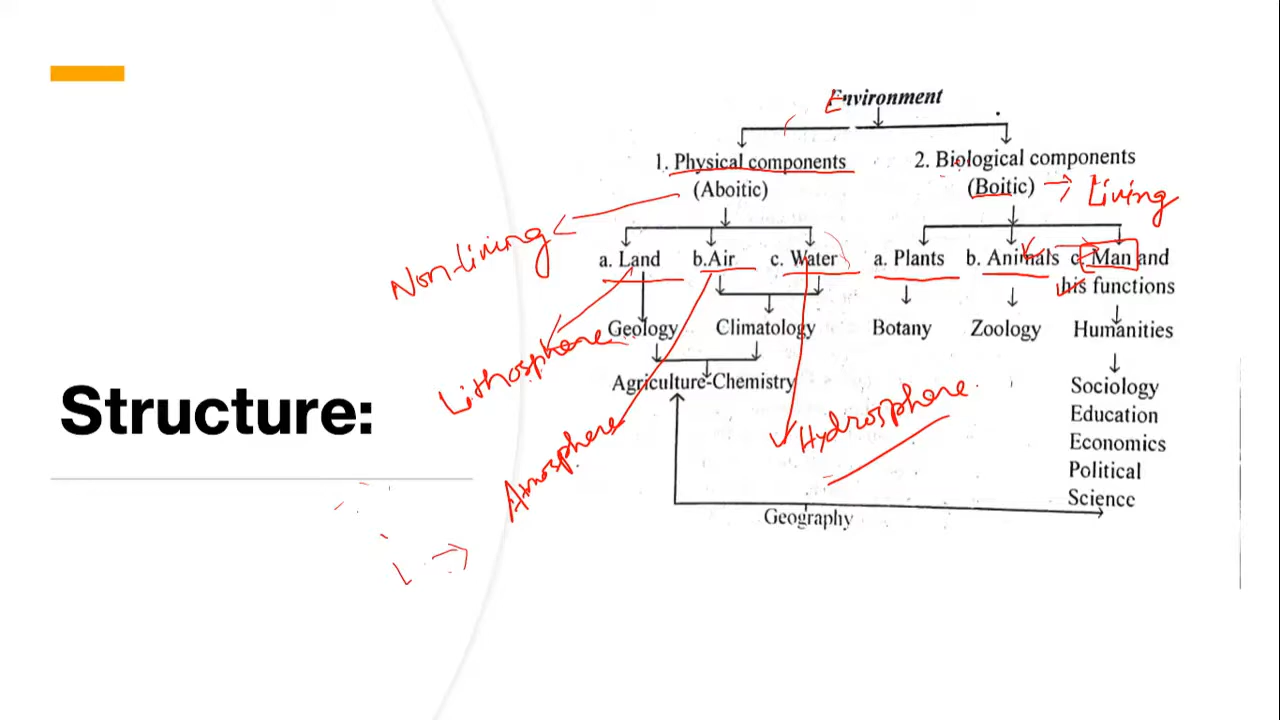 Environment
1. Physical components
2. Biological components
(Aboitic)
(Boitic)
Living
Non-living
a. Land
b.Air
c. Water
a. Plants
b. Animals
c. Man and
his functions
Geology
Climatology
Botany
Zoology
Humanities
Lithosphere
Agriculture-Chemistry
Sociology
Structure:
Hydrosphere
Education
Economics
Atmosphere
Political
Science
Geography